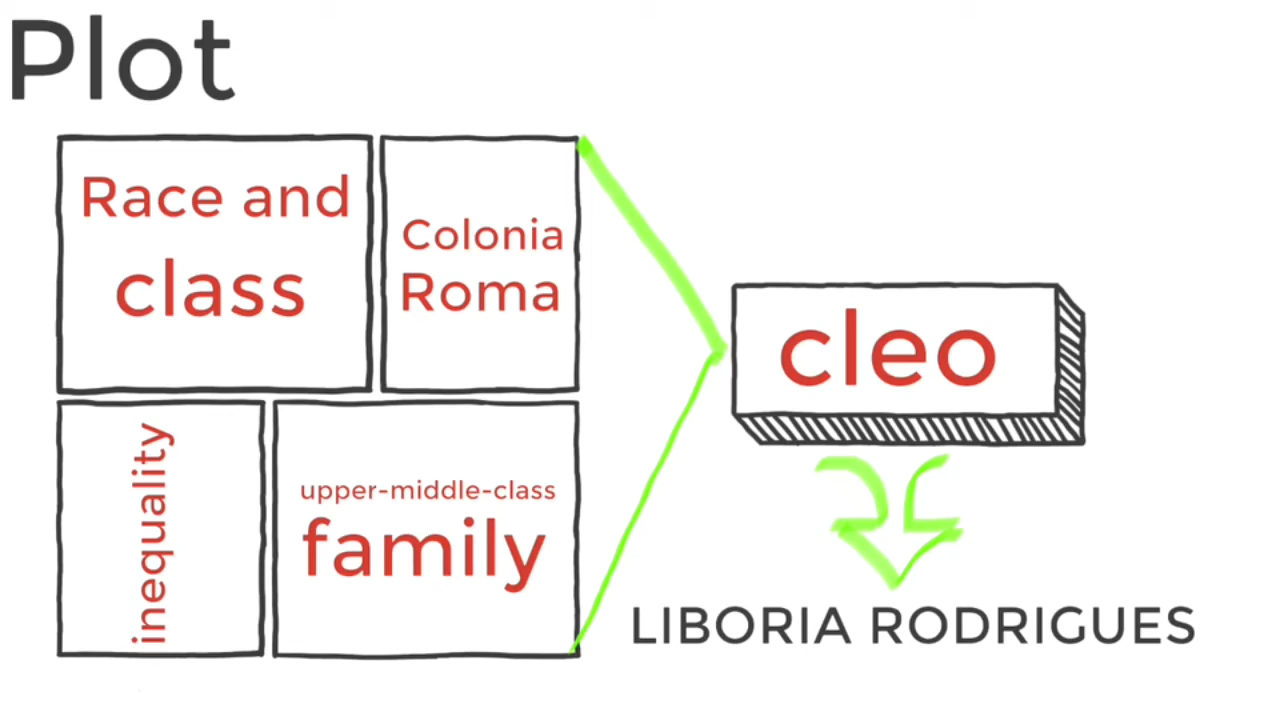 Plot
Race and
class
Colonia
Roma
inequality
upper-middle-class
family
cleo
LIBORIA RODRIGUES